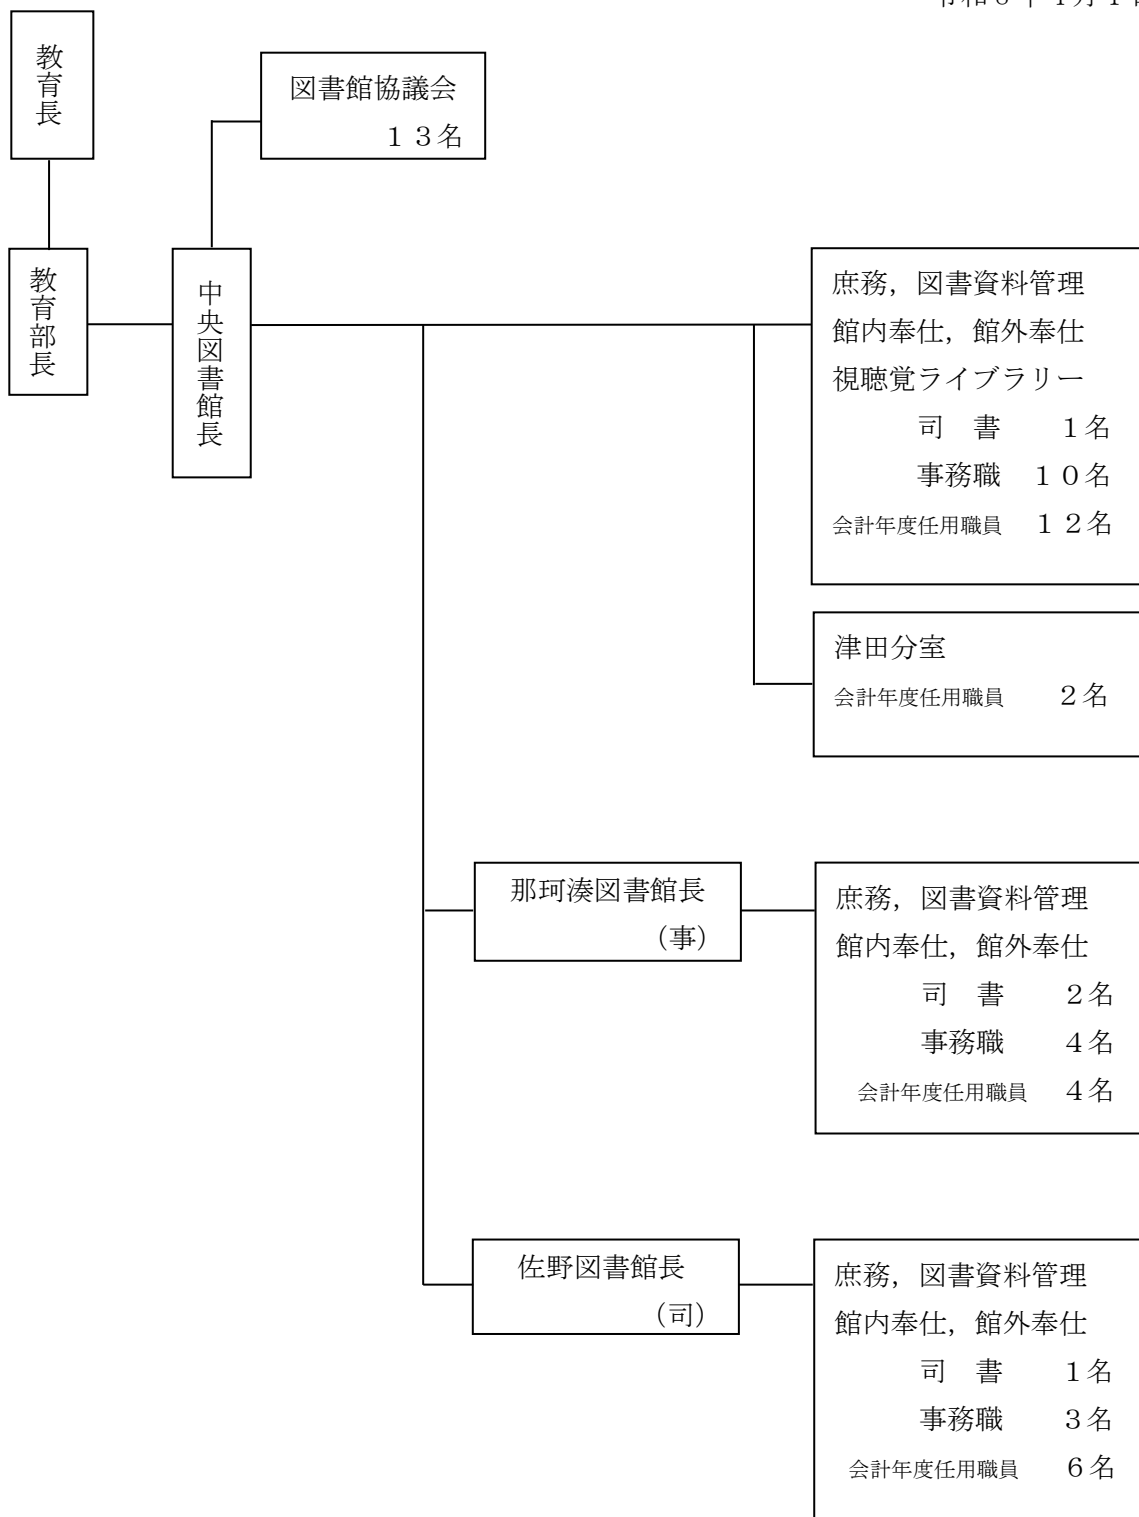 教育長
図書館協議会
１３名
教育部長
中央図書館長
庶務，図書資料管理
館内奉仕，館外奉仕
視聴覚ライブラリー
司　書　　１名
事務職　１０名
会計年度任用職員　１２名
津田分室
会計年度任用職員　２名
那珂湊図書館長
（事）
庶務，図書資料管理
館内奉仕，館外奉仕
司　書　　２名
事務職　　４名
会計年度任用職員　４名
佐野図書館長
（司）
庶務，図書資料管理
館内奉仕，館外奉仕
司　書　　１名
事務職　　３名
会計年度任用職員　６名